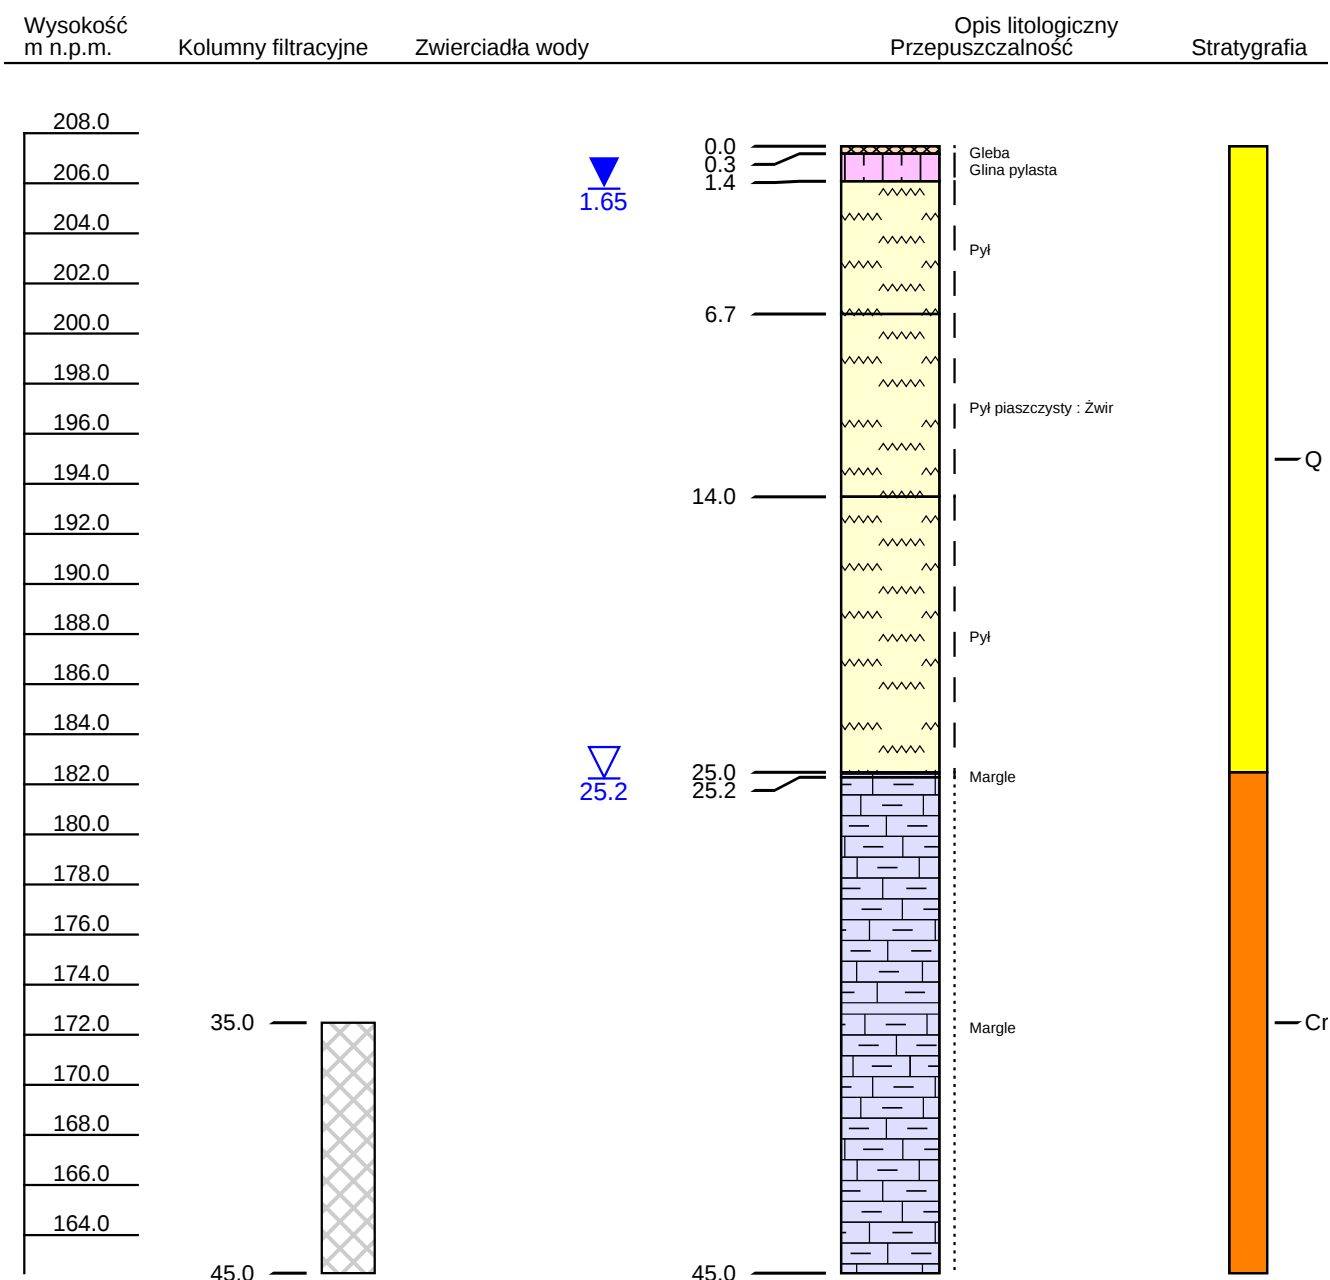 Wysokość
m n.p.m.
Kolumny filtracyjne
Zwierciadła wody
Opis litologiczny
Przepuszczalność
Stratygrafia
208.0
206.0
204.0
202.0
200.0
198.0
196.0
194.0
192.0
190.0
188.0
186.0
184.0
182.0
180.0
178.0
176.0
174.0
172.0
170.0
168.0
166.0
164.0
35.0
45.0
1.65
25.2
0.0
0.3
1.4
6.7
14.0
25.0
25.2
45.0
Gleba
Glina pylasta
Pył
Pył piaszczysty : Żwir
Pył
Margle
Margle
Q
Cr